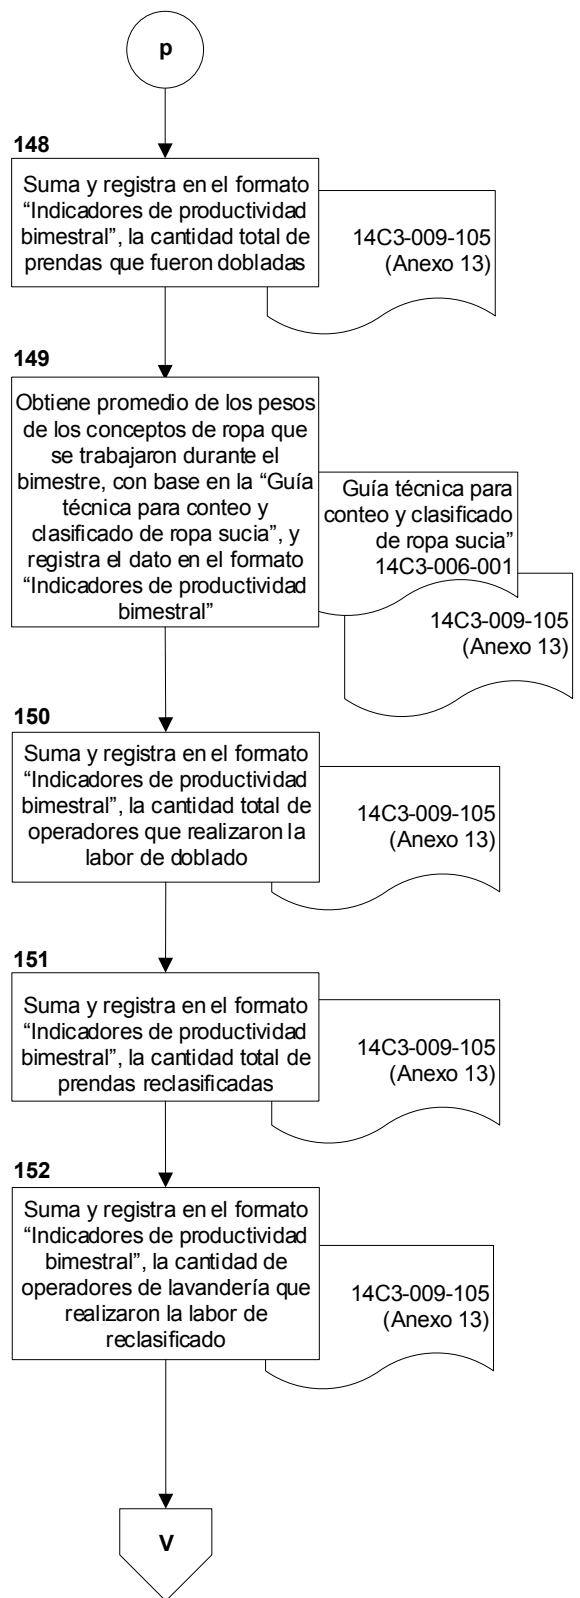 p
148
Suma y registra en el formato
“Indicadores de productividad
bimestral”, la cantidad total de
prendas que fueron dobladas
14C3-009-105
(Anexo 13)
149
Obtiene promedio de los pesos
de los conceptos de ropa que
se trabajaron durante el
bimestre, con base en la “Guía
técnica para conteo y
clasificado de ropa sucia”, y
registra el dato en el formato
“Indicadores de productividad
bimestral”
Guía técnica para
conteo y clasificado
de ropa sucia”
14C3-006-001
14C3-009-105
(Anexo 13)
150
Suma y registra en el formato
“Indicadores de productividad
bimestral”, la cantidad total de
operadores que realizaron la
labor de doblado
14C3-009-105
(Anexo 13)
151
Suma y registra en el formato
“Indicadores de productividad
bimestral”, la cantidad total de
prendas reclasificadas
14C3-009-105
(Anexo 13)
152
Suma y registra en el formato
“Indicadores de productividad
bimestral”, la cantidad de
operadores de lavandería que
realizaron la labor de
reclasificado
14C3-009-105
(Anexo 13)
V